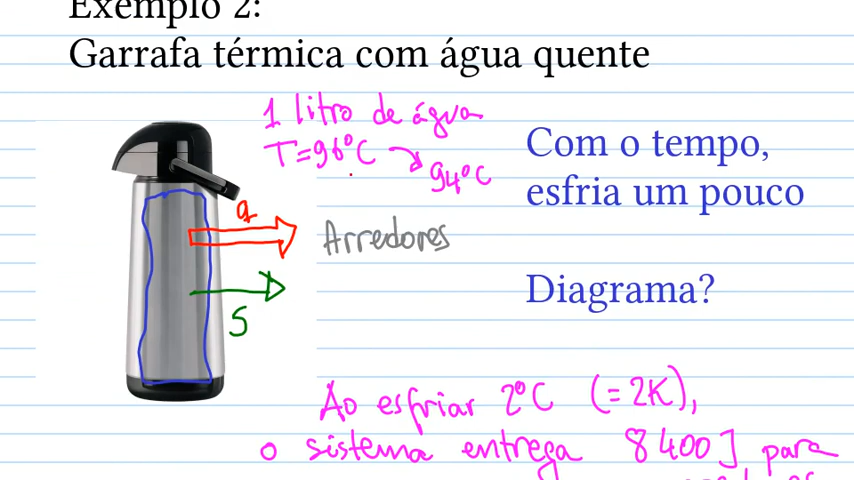 Exemplo 2:
Garrafa térmica com água quente
1 litro de água
T=96°C → 94°C
Com o tempo,
esfria um pouco
q
Arredores
S
Diagrama?
Ao esfriar 2°C (=2K),
o sistema entrega 8400J para